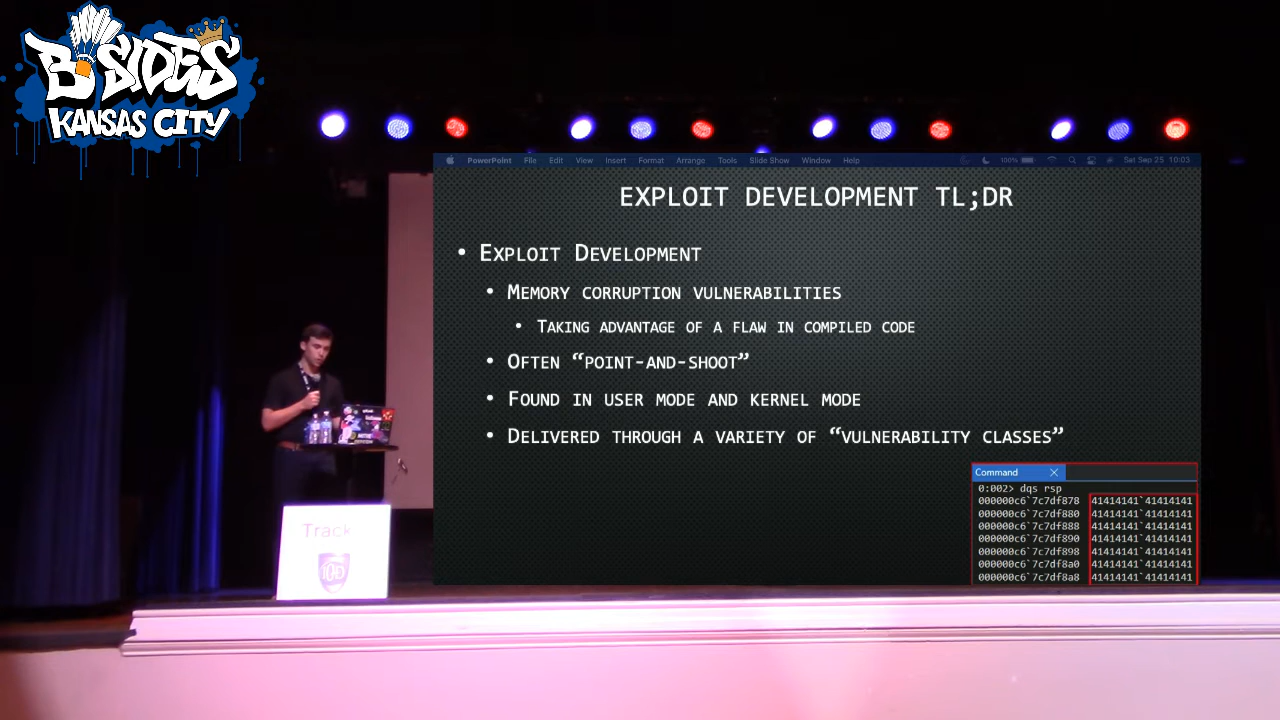 B-SIDES
KANSAS CITY
PowerPoint File Edit View Insert Format Arrange Tools Slide Show Window Help 100% Sat Sep 25 10:03
EXPLOIT DEVELOPMENT TL;DR
• EXPLOIT DEVELOPMENT
• MEMORY CORRUPTION VULNERABILITIES
• TAKING ADVANTAGE OF A FLAW IN COMPILED CODE
• OFTEN “POINT-AND-SHOOT”
• FOUND IN USER MODE AND KERNEL MODE
• DELIVERED THROUGH A VARIETY OF “VULNERABILITY CLASSES”
Command X
0:002> dqs rsp
000000c6`7c7df878 41414141`41414141
000000c6`7c7df880 41414141`41414141
000000c6`7c7df888 41414141`41414141
000000c6`7c7df890 41414141`41414141
000000c6`7c7df898 41414141`41414141
000000c6`7c7df8a0 41414141`41414141
000000c6`7c7df8a8 41414141`41414141
Track